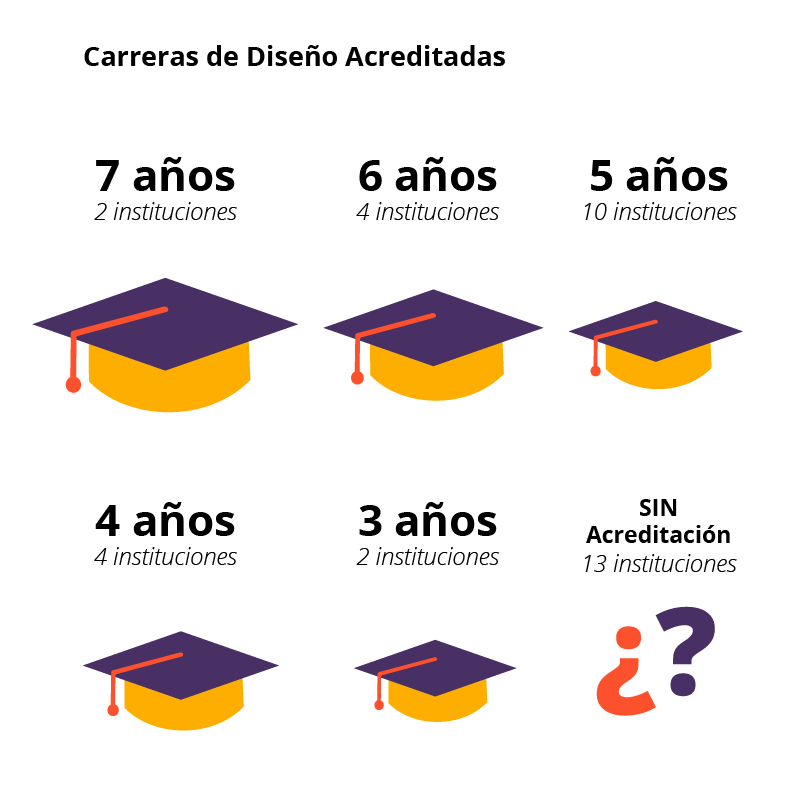 Carreras de Diseño Acreditadas
7 años
2 instituciones
6 años
4 instituciones
5 años
10 instituciones
4 años
4 instituciones
3 años
2 instituciones
SIN
Acreditación
13 instituciones
¿?